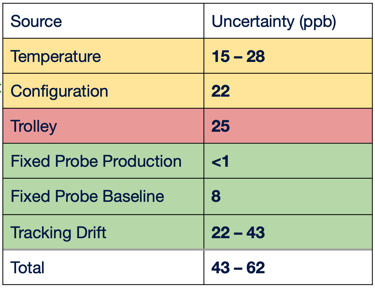 Source Uncertainty (ppb)
Temperature 15 – 28
Configuration 22
Trolley 25
Fixed Probe Production <1
Fixed Probe Baseline 8
Tracking Drift 22 – 43
Total 43 – 62